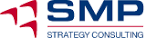 SMP
STRATEGY CONSULTING